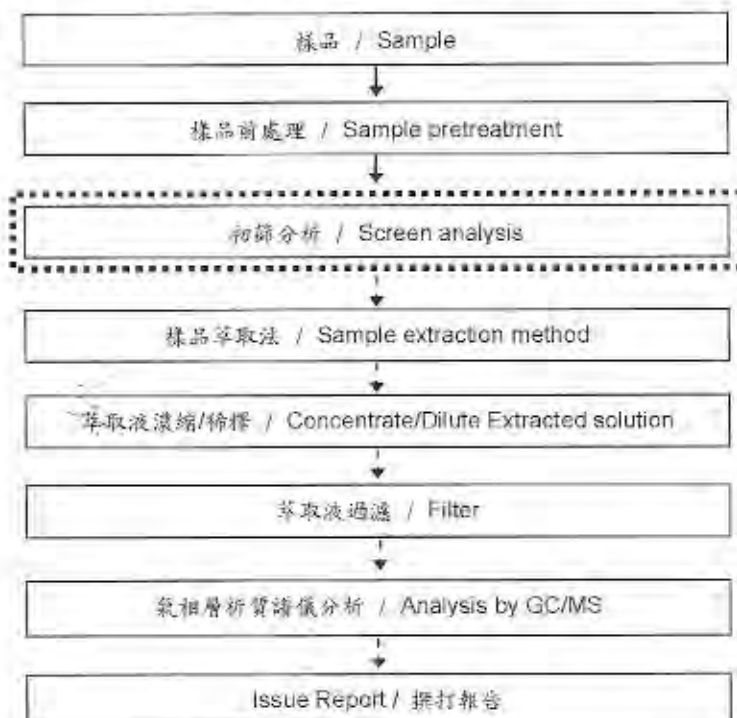 樣品 / Sample
樣品前處理 / Sample pretreatment
初篩分析 / Screen analysis
樣品萃取法 / Sample extraction method
萃取液濃縮/稀釋 / Concentrate/Dilute Extracted solution
萃取液過濾 / Filter
氣相層析質譜儀分析 / Analysis by GC/MS
Issue Report / 撰打報告